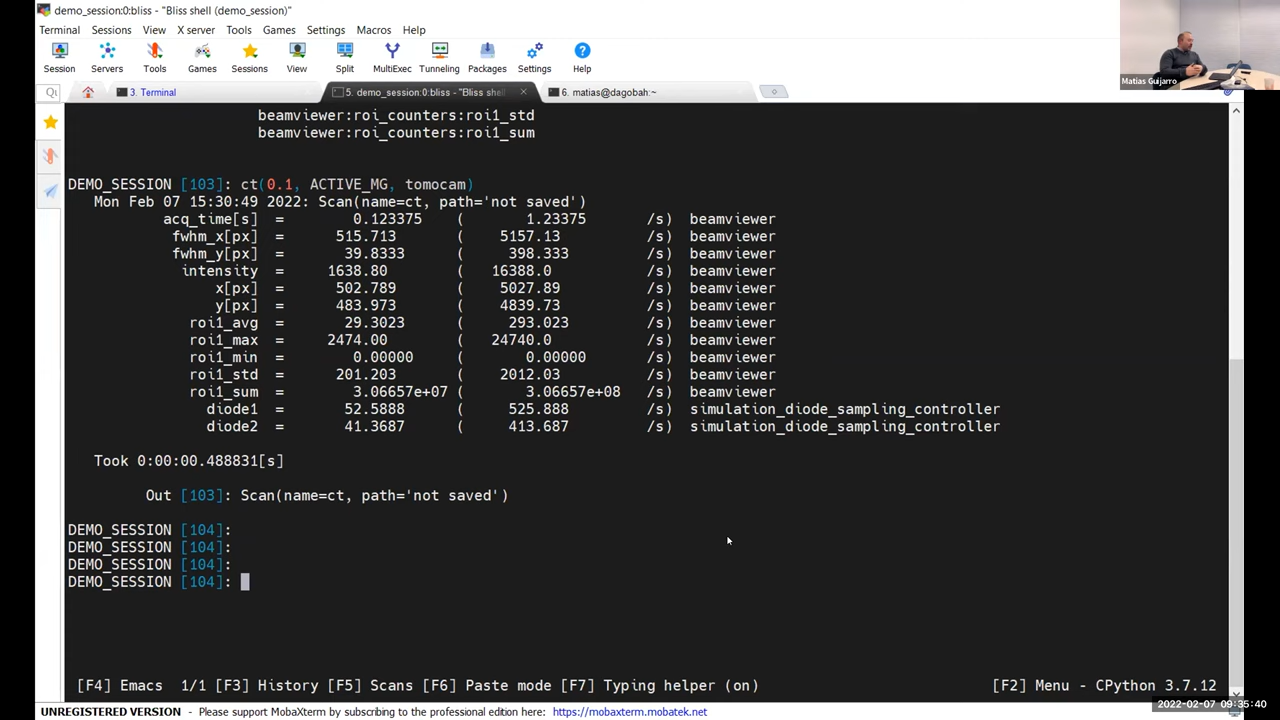 demo_session:0:bliss - "Bliss shell (demo_session)"
Terminal Sessions View X server Tools Games Settings Macros Help
Session Servers Tools Games Sessions View Split MultiExec Tunneling Packages Settings Help
Matias Guijarro
3. Terminal 5. demo_session:0:bliss - "Bliss shell 6. matias@dagobah:~
beamviewer:roi_counters:roi1_std
beamviewer:roi_counters:roi1_sum
DEMO_SESSION [103]: ct(0.1, ACTIVE_MG, tomocam)
Mon Feb 07 15:30:49 2022: Scan(name=ct, path='not saved')
acq_time[s] = 0.123375 ( 1.23375 /s) beamviewer
fwhm_x[px] = 515.713 ( 5157.13 /s) beamviewer
fwhm_y[px] = 39.8333 ( 398.333 /s) beamviewer
intensity = 1638.80 ( 16388.0 /s) beamviewer
x[px] = 502.789 ( 5027.89 /s) beamviewer
y[px] = 483.973 ( 4839.73 /s) beamviewer
roi1_avg = 29.3023 ( 293.023 /s) beamviewer
roi1_max = 2474.00 ( 24740.0 /s) beamviewer
roi1_min = 0.00000 ( 0.00000 /s) beamviewer
roi1_std = 201.203 ( 2012.03 /s) beamviewer
roi1_sum = 3.06657e+07 ( 3.06657e+08 /s) beamviewer
diode1 = 52.5888 ( 525.888 /s) simulation_diode_sampling_controller
diode2 = 41.3687 ( 413.687 /s) simulation_diode_sampling_controller
Took 0:00:00.488831[s]
Out [103]: Scan(name=ct, path='not saved')
DEMO_SESSION [104]:
DEMO_SESSION [104]:
DEMO_SESSION [104]:
DEMO_SESSION [104]:
[F4] Emacs 1/1 [F3] History [F5] Scans [F6] Paste mode [F7] Typing helper (on) [F2] Menu - CPython 3.7.12
2022-02-07 09:35:40
UNREGISTERED VERSION - Please support MobaXterm by subscribing to the professional edition here: https://mobaxterm.mobatek.net